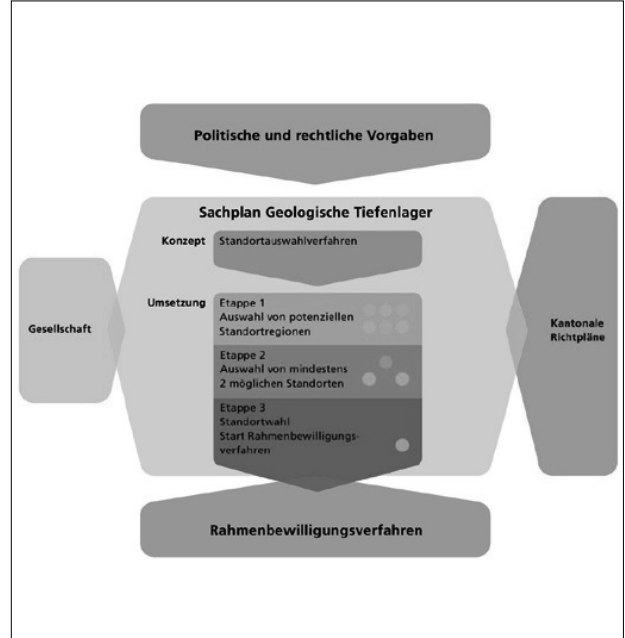 Politische und rechtliche Vorgaben
Sachplan Geologische Tiefenlager
Konzept
Standortauswahlverfahren
Umsetzung
Etappe 1
Auswahl von potenziellen
Standortregionen
Etappe 2
Auswahl von mindestens
2 möglichen Standorten
Etappe 3
Standortwahl
Start Rahmenbewilligungs-
verfahren
Gesellschaft
Kantonale
Richtpläne
Rahmenbewilligungsverfahren